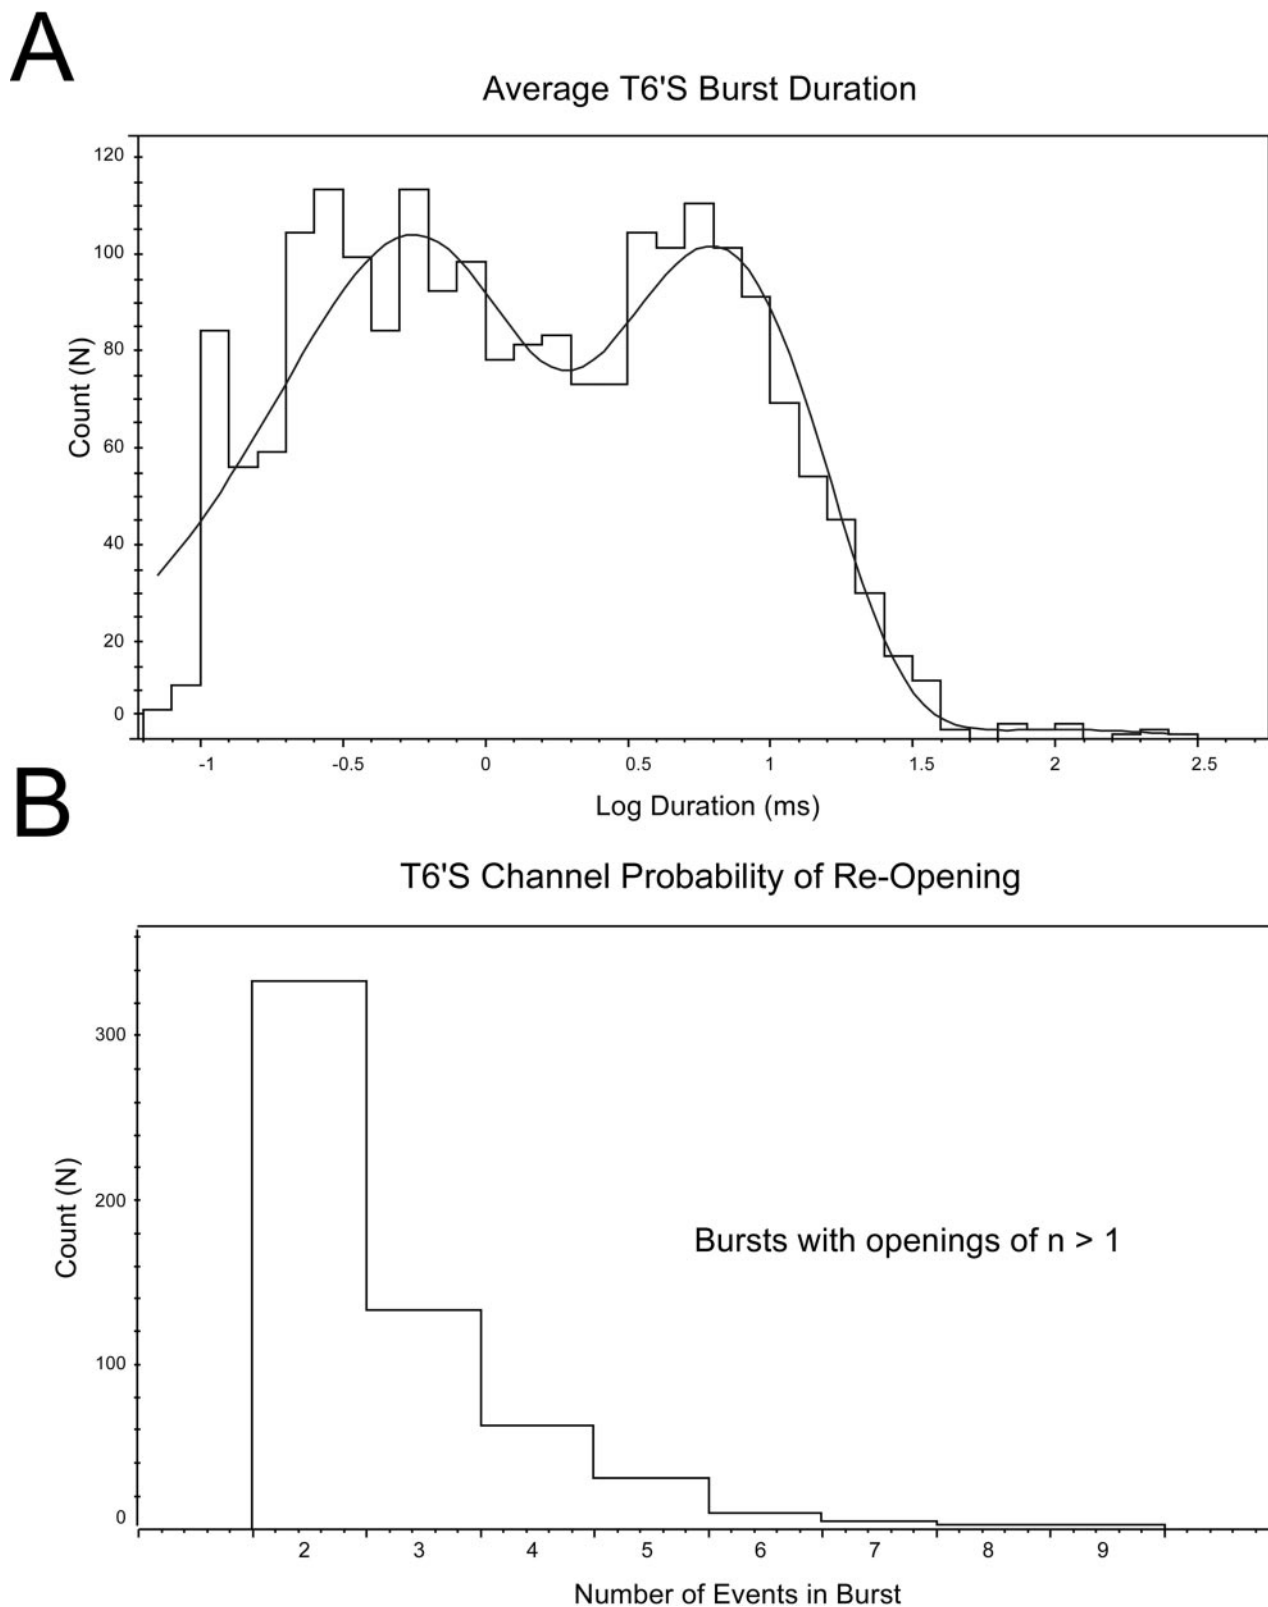 A
Average T6'S Burst Duration
120
100
80
60
40
20
0
Count (N)
-1 -0.5 0 0.5 1 1.5 2 2.5
Log Duration (ms)
B
T6'S Channel Probability of Re-Opening
300
200
100
0
Count (N)
Bursts with openings of n > 1
2 3 4 5 6 7 8 9
Number of Events in Burst